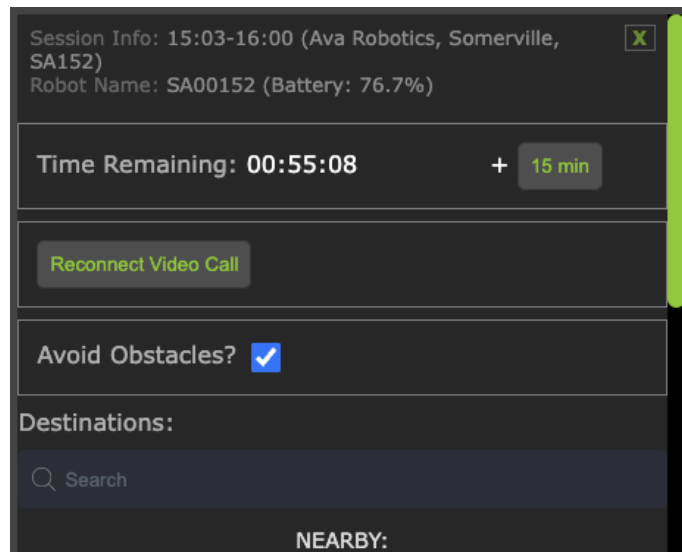 Session Info: 15:03-16:00 (Ava Robotics, Somerville,
SA152)
X
Robot Name: SA00152 (Battery: 76.7%)
Time Remaining: 00:55:08 + 15 min
Reconnect Video Call
Avoid Obstacles?
Destinations:
Search
NEARBY: